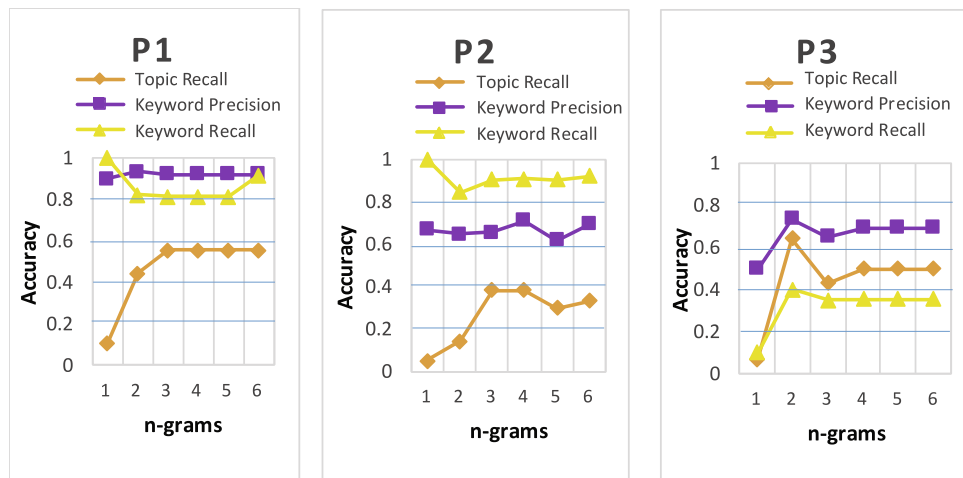 P1
Topic Recall
Keyword Precision
Keyword Recall
Accuracy
1
0.8
0.6
0.4
0.2
0
1 2 3 4 5 6
n-grams
P2
Topic Recall
Keyword Precision
Keyword Recall
Accuracy
1
0.8
0.6
0.4
0.2
0
1 2 3 4 5 6
n-grams
P3
Topic Recall
Keyword Precision
Keyword Recall
Accuracy
1
0.8
0.6
0.4
0.2
0
1 2 3 4 5 6
n-grams